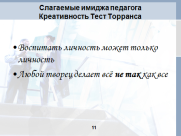 Слагаемые имиджа педагога
Креативность Тест Торранса
• Воспитать личность может только
личность
• Любой творец делает всё не так как все
11